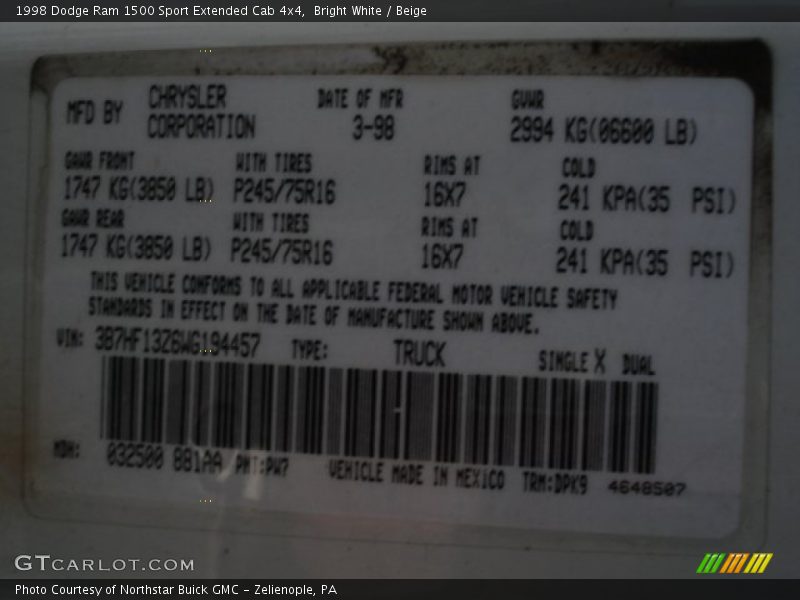 1998 Dodge Ram 1500 Sport Extended Cab 4x4, Bright White / Beige
MFD BY CHRYSLER CORPORATION DATE OF MFR 3-98 GVWR 2994 KG(06600 LB)
GAWR FRONT WITH TIRES RIMS AT COLD
1747 KG(3850 LB) P245/75R16 16X7 241 KPA(35 PSI)
GAWR REAR WITH TIRES RIMS AT COLD
1747 KG(3850 LB) P245/75R16 16X7 241 KPA(35 PSI)
THIS VEHICLE CONFORMS TO ALL APPLICABLE FEDERAL MOTOR VEHICLE SAFETY
STANDARDS IN EFFECT ON THE DATE OF MANUFACTURE SHOWN ABOVE.
VIN: 3B7HF13Z6WG194457 TYPE: TRUCK SINGLE X DUAL
MDH: 032500 881AA PNT:PW7 VEHICLE MADE IN MEXICO TRM:DPK9 4648507
GTCARLOT.COM
Photo Courtesy of Northstar Buick GMC - Zelienople, PA